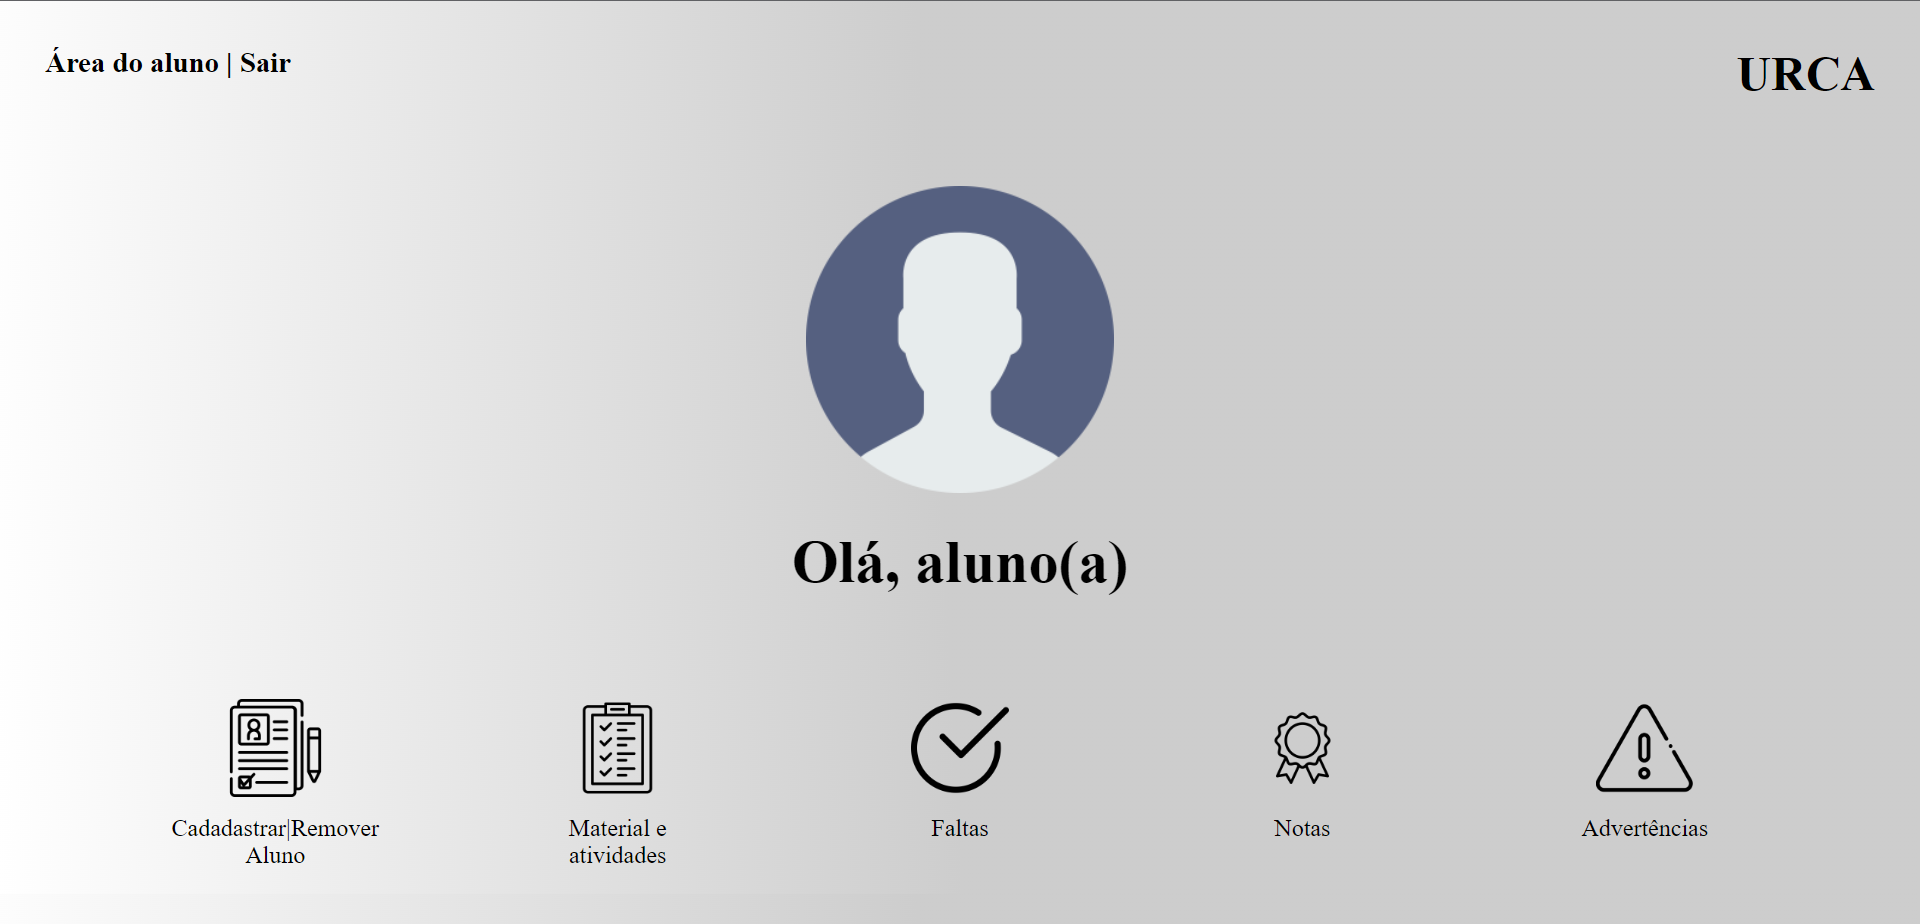 Área do aluno | Sair
URCA
Olá, aluno(a)
Cadadastrar|Remover
Aluno
Material e
atividades
Faltas
Notas
Advertências